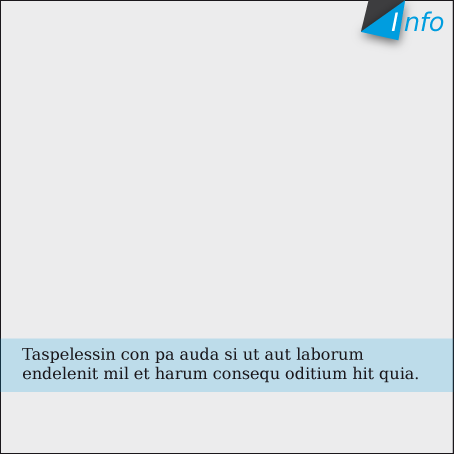 Info
Taspelessin con pa auda si ut aut laborum
endelenit mil et harum consequ oditium hit quia.